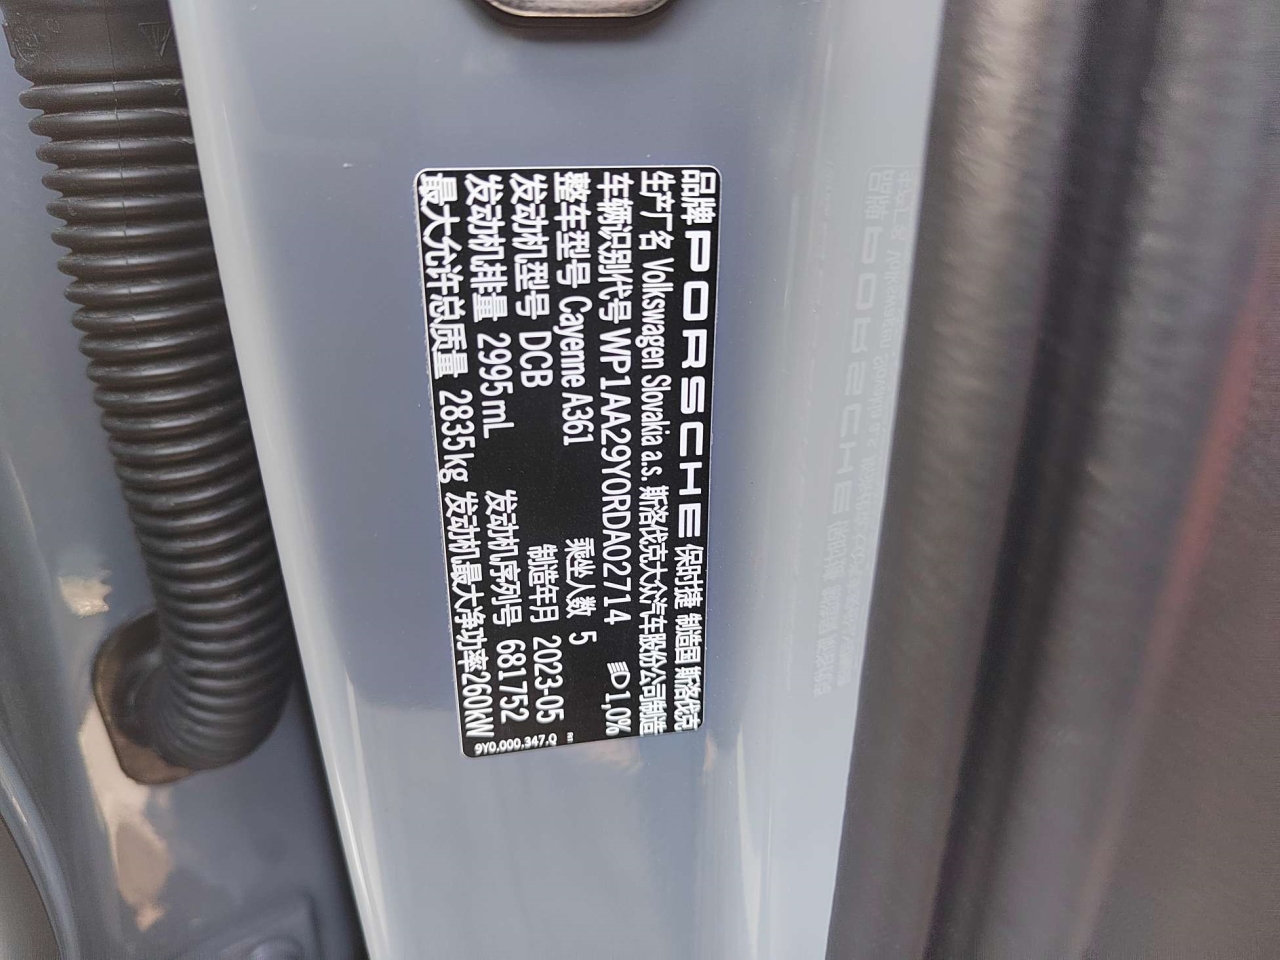 品牌 PORSCHE 保时捷 制造国 斯洛伐克
生产厂名 Volkswagen Slovakia a.s. 斯洛伐克大众汽车股份公司制造
车辆识别代号 WP1AA29Y0RDA02714 1,0%
整车型号 Cayenne A361 乘坐人数 5
发动机型号 DCB 制造年月 2023-05
发动机排量 2995mL 发动机序列号 681752
最大允许总质量 2835kg 发动机最大净功率260kW
9Y0.000.347.Q